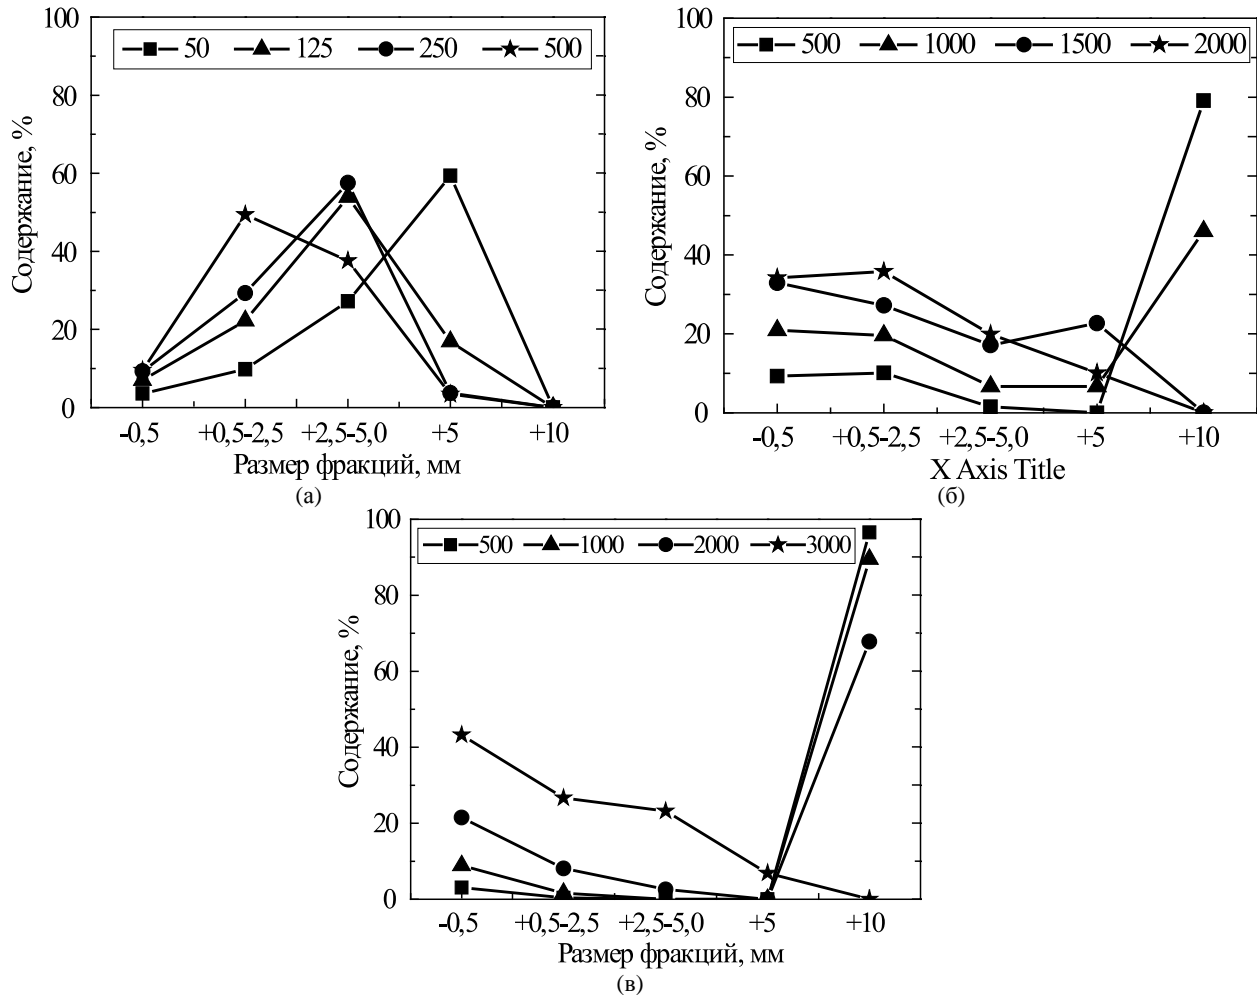 100
80
60
40
20
0
Содержание, %
50 125 250 500
-0,5 +0,5-2,5 +2,5-5,0 +5 +10
Размер фракций, мм
(а)
100
80
60
40
20
0
Содержание, %
500 1000 1500 2000
-0,5 +0,5-2,5 +2,5-5,0 +5 +10
X Axis Title
(б)
100
80
60
40
20
0
Содержание, %
500 1000 2000 3000
-0,5 +0,5-2,5 +2,5-5,0 +5 +10
Размер фракций, мм
(в)